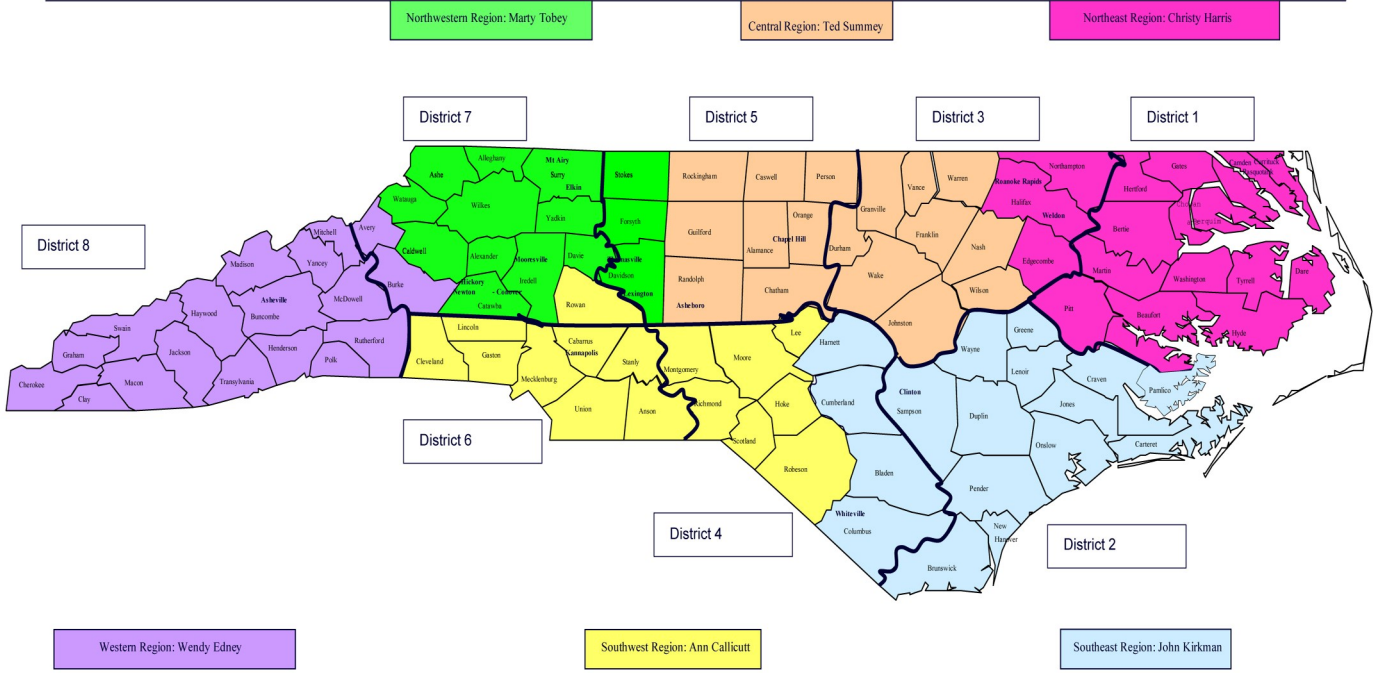 Northwestern Region: Marty Tobey
Central Region: Ted Summey
Northeast Region: Christy Harris
District 7
District 5
District 3
District 1
District 8
Ashe
Alleghany
Mt Airy
Surry
Elkin
Stokes
Watauga
Wilkes
Yadkin
Forsyth
Caldwell
Alexander
Mooresville
Iredell
Davie
Davidson
Lexington
Hickory
Newton
- Conover
Catawba
Rockingham
Caswell
Person
Guilford
Alamance
Orange
Chapel Hill
Durham
Randolph
Asheboro
Chatham
Granville
Vance
Warren
Franklin
Nash
Wake
Wilson
Johnston
Northampton
Roanoke Rapids
Halifax
Weldon
Edgecombe
Gates
Camden
Currituck
Pasquotank
Hertford
Bertie
Martin
Washington
Tyrrell
Dare
Pitt
Beaufort
Hyde
Mitchell
Avery
Madison
Yancey
Burke
McDowell
Asheville
Buncombe
Haywood
Swain
Graham
Jackson
Cherokee
Macon
Clay
Transylvania
Henderson
Polk
Rutherford
Rowan
Lincoln
Cleveland
Gaston
Cabarrus
Kannapolis
Mecklenburg
Stanly
Union
Anson
Montgomery
Moore
Lee
Richmond
Hoke
Scotland
Robeson
Harnett
Cumberland
Bladen
Whiteville
Columbus
Clinton
Sampson
Wayne
Greene
Lenoir
Craven
Pamlico
Duplin
Jones
Onslow
Carteret
Pender
New
Hanover
Brunswick
District 6
District 4
District 2
Western Region: Wendy Edney
Southwest Region: Ann Callicutt
Southeast Region: John Kirkman